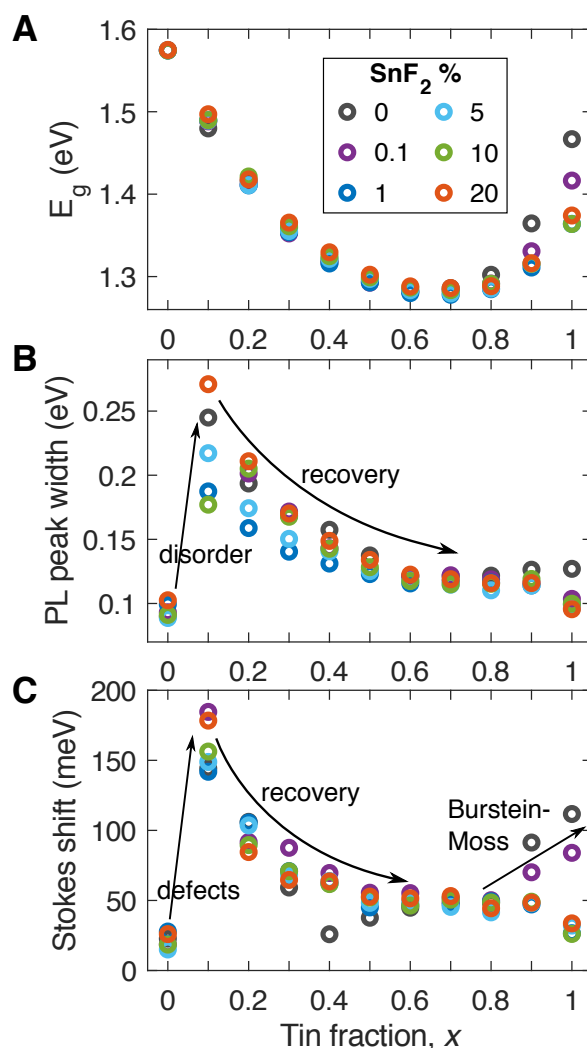 A
1.6
1.5
1.4
1.3
E_g (eV)
SnF_2 %
0 5
0.1 10
1 20
0 0.2 0.4 0.6 0.8 1
B
0.25
0.2
0.15
0.1
PL peak width (eV)
disorder
recovery
0 0.2 0.4 0.6 0.8 1
C
200
150
100
50
0
Stokes shift (meV)
defects
recovery
Burstein-
Moss
0 0.2 0.4 0.6 0.8 1
Tin fraction, x